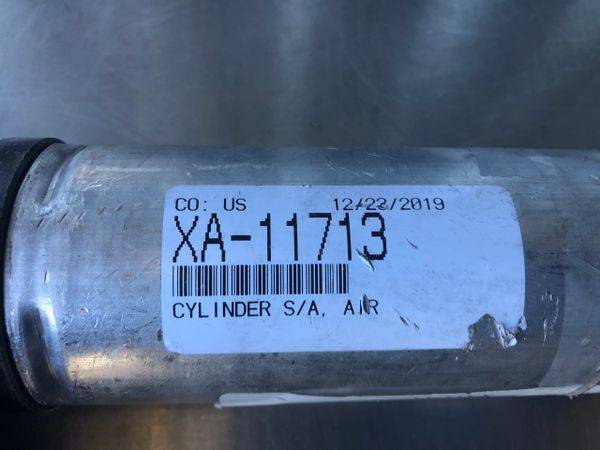 CO: US 12/23/2019
XA-11713
CYLINDER S/A, AIR